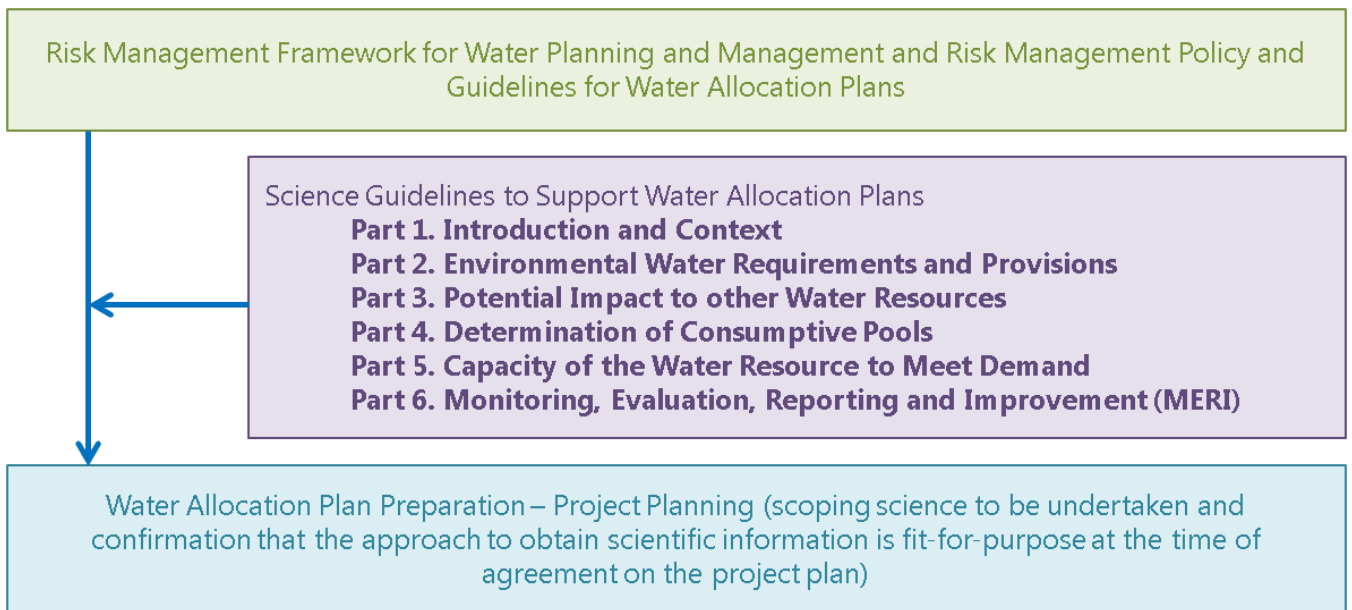 Risk Management Framework for Water Planning and Management and Risk Management Policy and
Guidelines for Water Allocation Plans
Science Guidelines to Support Water Allocation Plans
Part 1. Introduction and Context
Part 2. Environmental Water Requirements and Provisions
Part 3. Potential Impact to other Water Resources
Part 4. Determination of Consumptive Pools
Part 5. Capacity of the Water Resource to Meet Demand
Part 6. Monitoring, Evaluation, Reporting and Improvement (MERI)
Water Allocation Plan Preparation – Project Planning (scoping science to be undertaken and
confirmation that the approach to obtain scientific information is fit-for-purpose at the time of
agreement on the project plan)